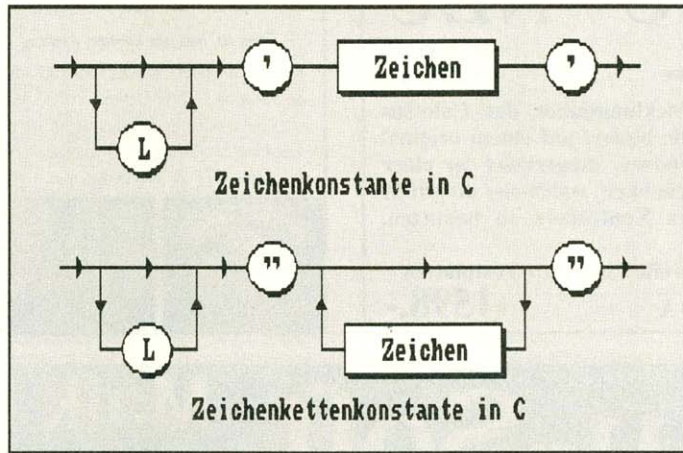 ' Zeichen '
L
Zeichenkonstante in C
" "
L Zeichen
Zeichenkettenkonstante in C